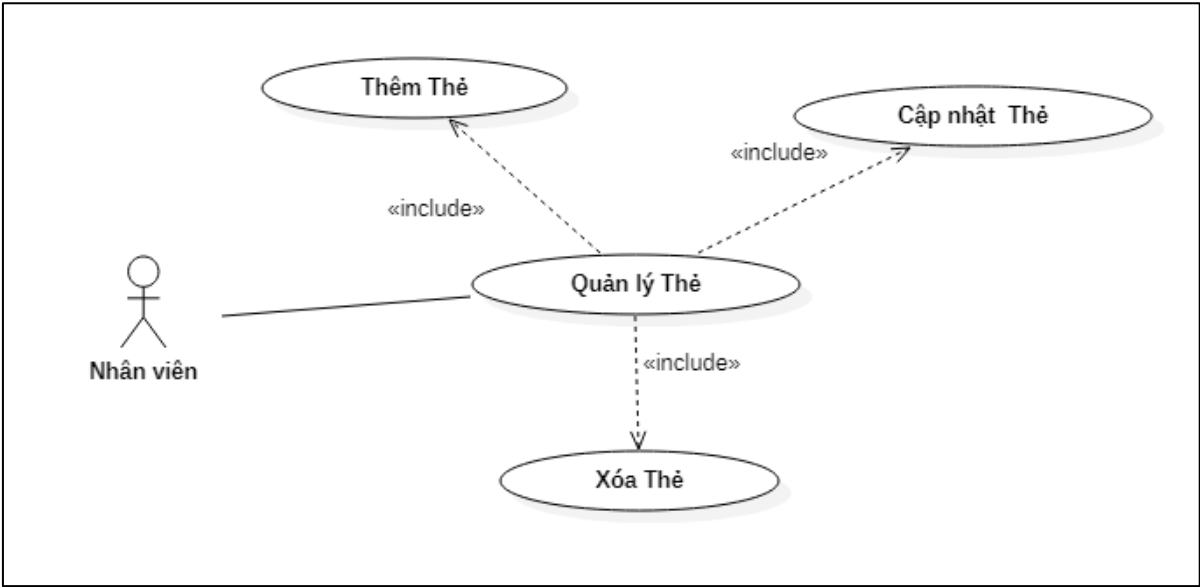 Thêm Thẻ
Cập nhật Thẻ
«include»
«include»
Quản lý Thẻ
Nhân viên
«include»
Xóa Thẻ